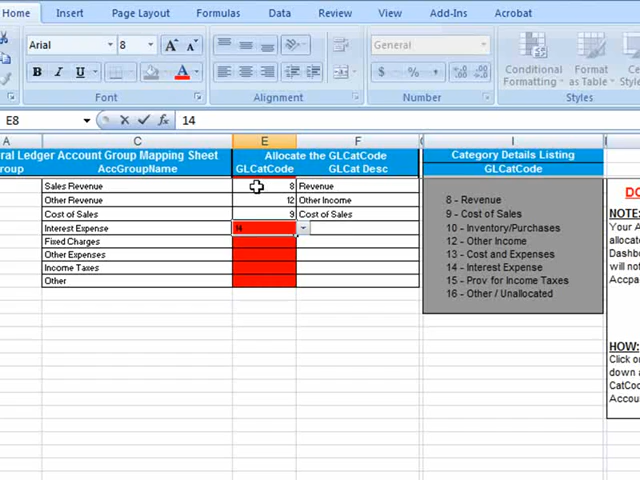 Home Insert Page Layout Formulas Data Review View Add-Ins Acrobat
Arial 8 A A General
B I U A $ % Conditional Formatting Format as Table
Font Alignment Number Styles
E8 fx 14
A C E F I
Ledger Account Group Mapping Sheet Allocate the GLCatCode Category Details Listing
AccGroupName GLCatCode GLCat Desc GLCatCode
Sales Revenue 8 Revenue
Other Revenue 12 Other Income
Cost of Sales 9 Cost of Sales
Interest Expense 14
Fixed Charges
Other Expenses
Income Taxes
Other
8 - Revenue
9 - Cost of Sales
10 - Inventory/Purchases
12 - Other Income
13 - Cost and Expenses
14 - Interest Expense
15 - Prov for Income Taxes
16 - Other / Unallocated
DO
NOTE:
Your A
allocate
Dashbo
will not
Accpa
HOW:
Click o
down a
CatCod
Accou